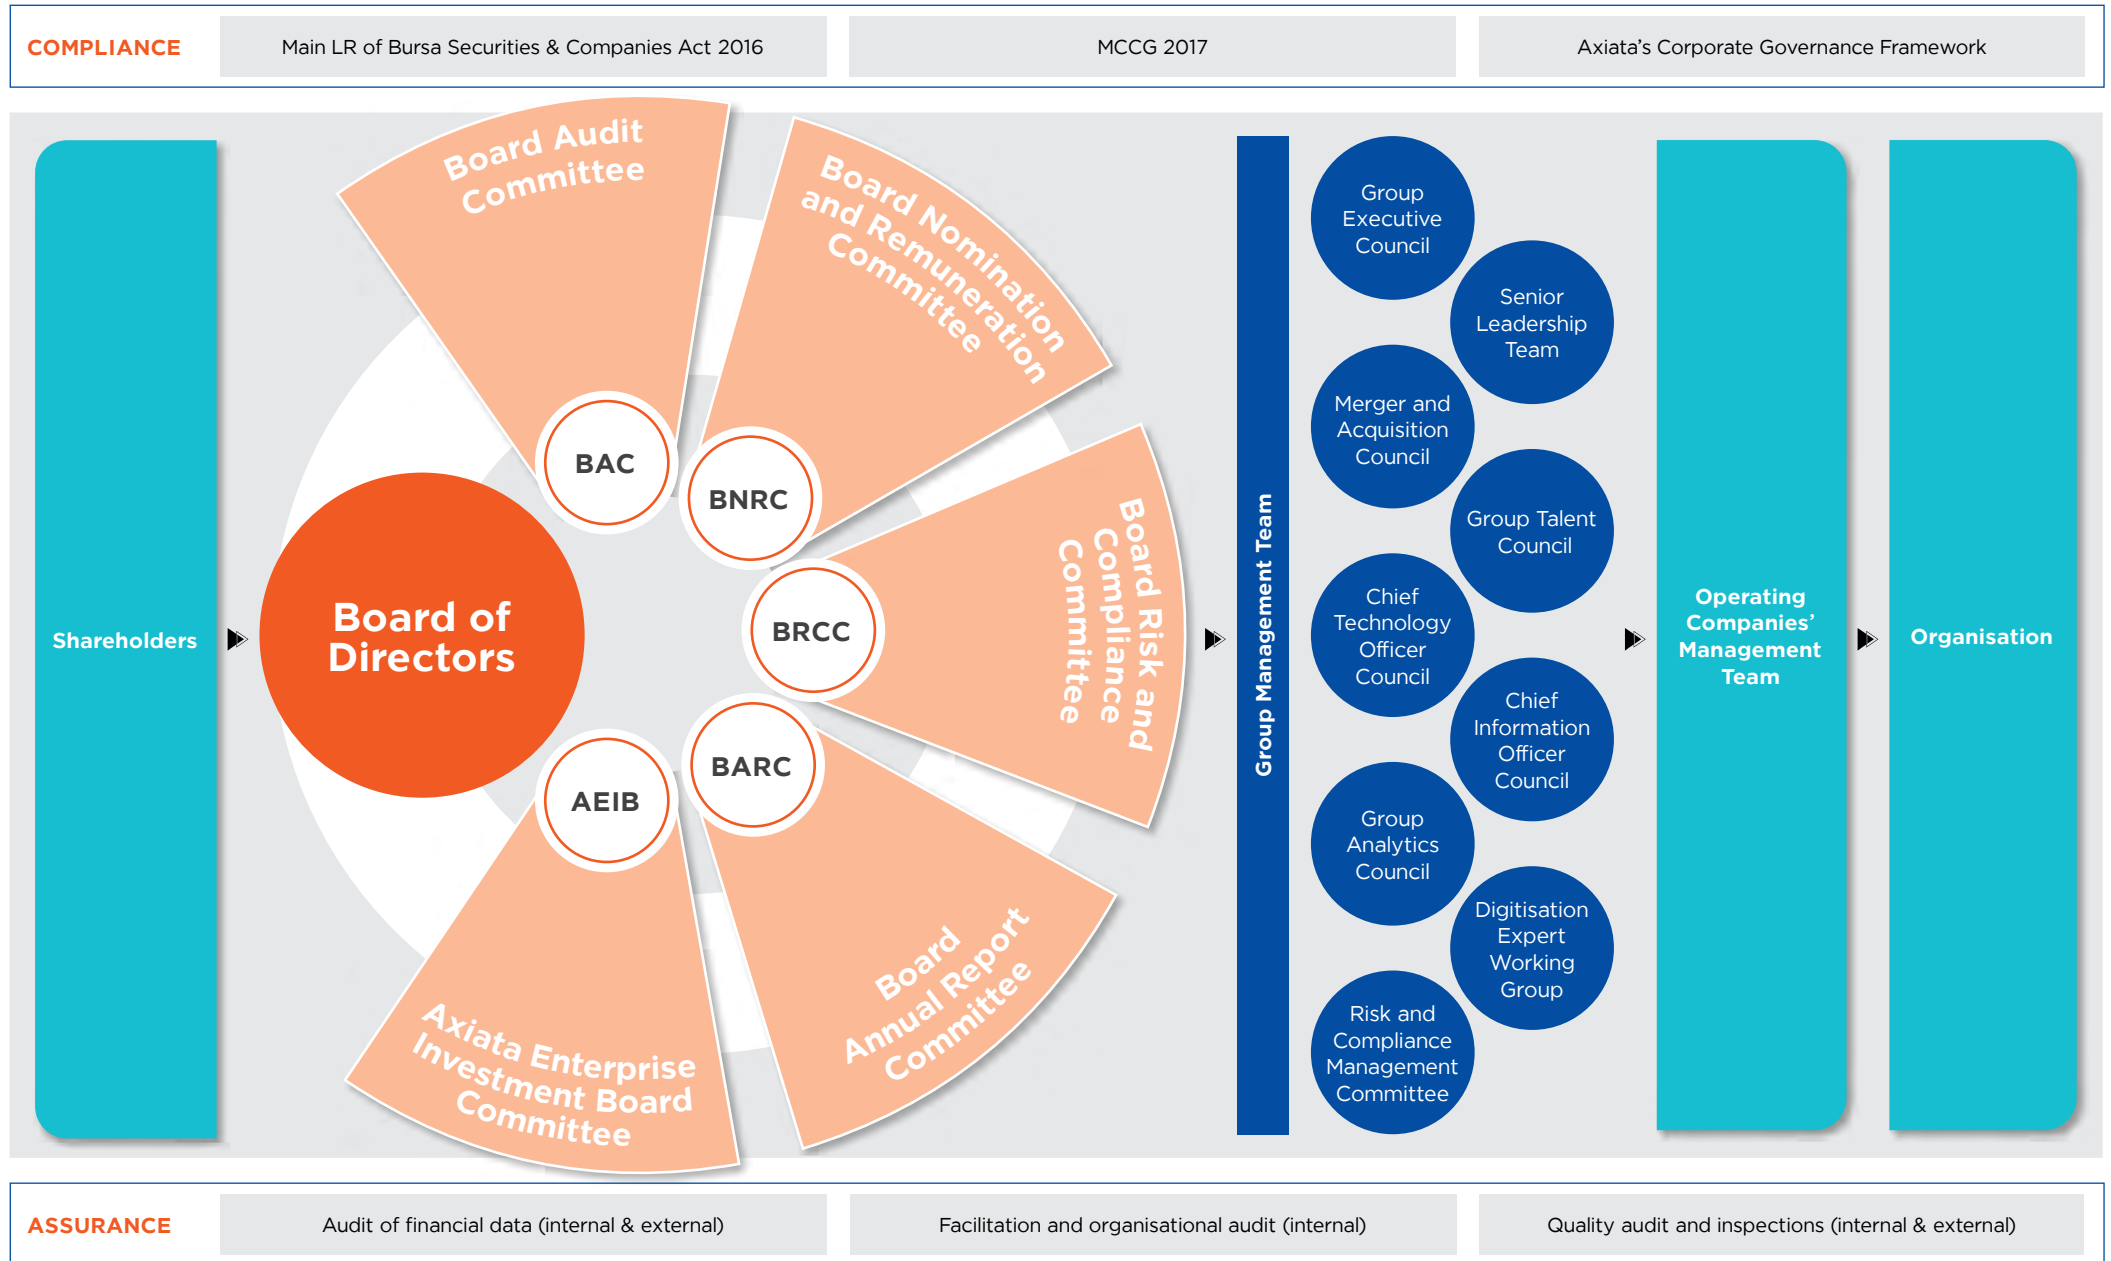 COMPLIANCE
Main LR of Bursa Securities & Companies Act 2016
MCCG 2017
Axiata's Corporate Governance Framework
Shareholders
Board of
Directors
Board Audit
Committee
BAC
Board Nomination
and Remuneration
Committee
BNRC
Board Risk and
Compliance
Committee
BRCC
Board
Annual Report
Committee
BARC
Axiata Enterprise
Investment Board
Committee
AEIB
Group Management Team
Group
Executive
Council
Senior
Leadership
Team
Merger and
Acquisition
Council
Group Talent
Council
Chief
Technology
Officer
Council
Chief
Information
Officer
Council
Group
Analytics
Council
Digitisation
Expert
Working
Group
Risk and
Compliance
Management
Committee
Operating
Companies'
Management
Team
Organisation
ASSURANCE
Audit of financial data (internal & external)
Facilitation and organisational audit (internal)
Quality audit and inspections (internal & external)